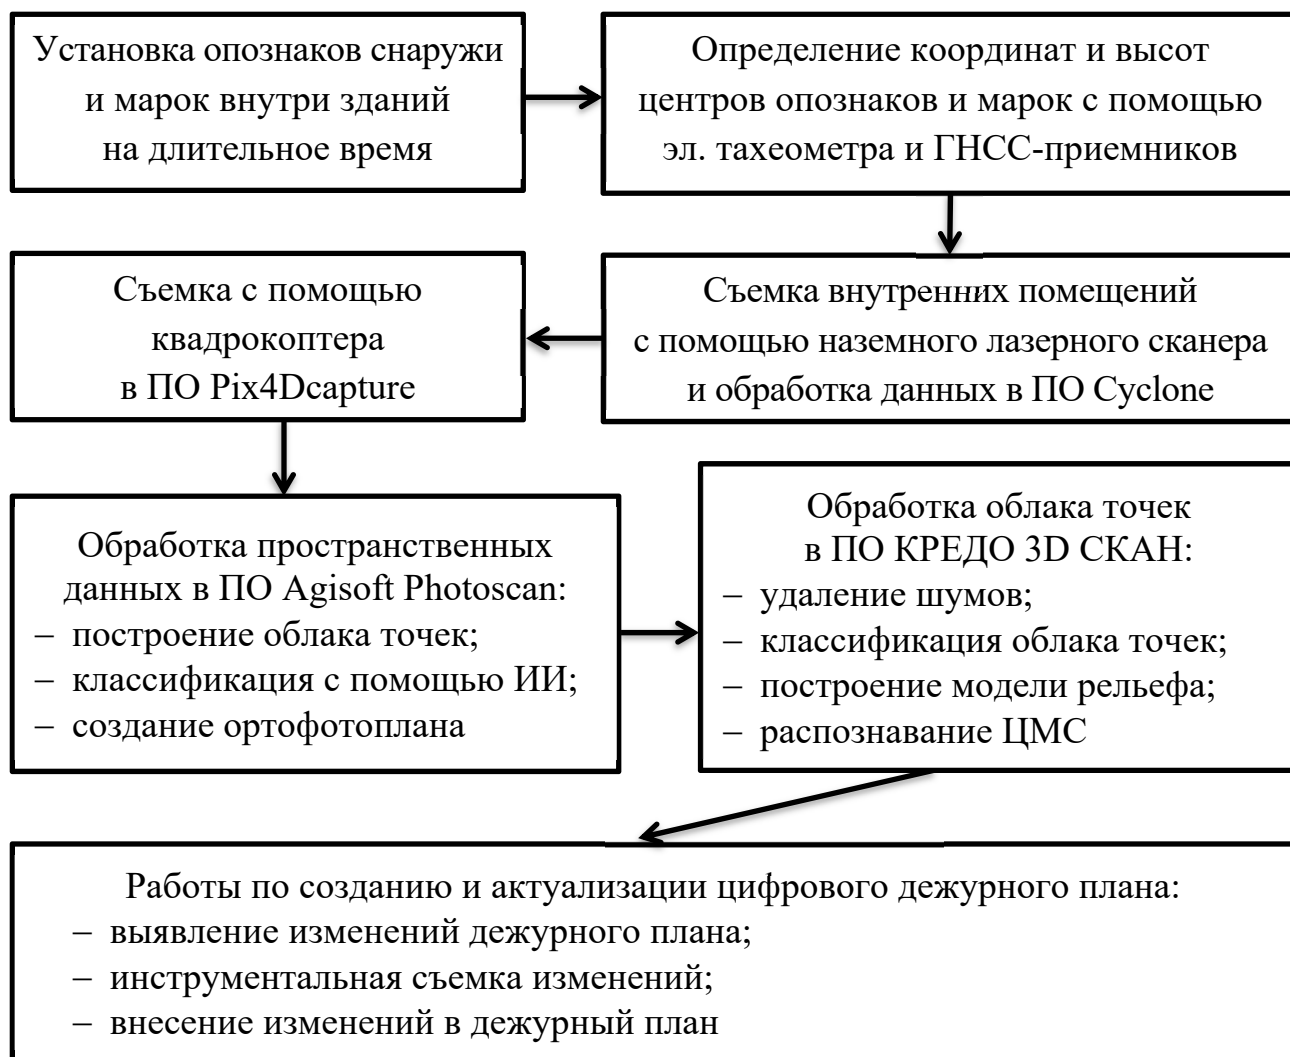 Установка опознаков снаружи
и марок внутри зданий
на длительное время
Определение координат и высот
центров опознаков и марок с помощью
эл. тахеометра и ГНСС-приемников
Съемка внутренних помещений
с помощью наземного лазерного сканера
и обработка данных в ПО Cyclone
Съемка с помощью
квадрокоптера
в ПО Pix4Dcapture
Обработка пространственных
данных в ПО Agisoft Photoscan:
– построение облака точек;
– классификация с помощью ИИ;
– создание ортофотоплана
Обработка облака точек
в ПО КРЕДО 3D СКАН:
– удаление шумов;
– классификация облака точек;
– построение модели рельефа;
– распознавание ЦМС
Работы по созданию и актуализации цифрового дежурного плана:
– выявление изменений дежурного плана;
– инструментальная съемка изменений;
– внесение изменений в дежурный план